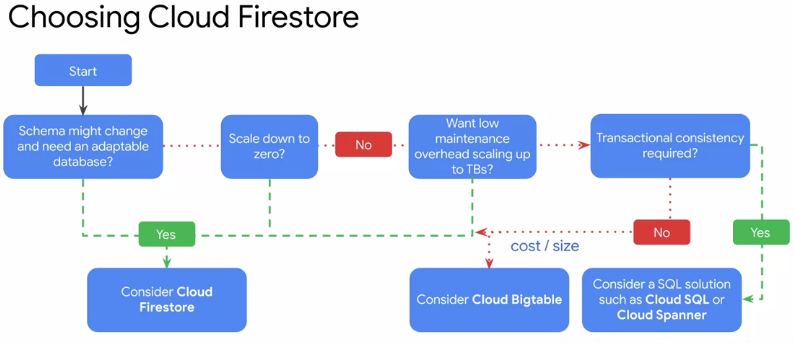 Choosing Cloud Firestore
Start
Schema might change
and need an adaptable
database?
Scale down to
zero?
No
Want low
maintenance
overhead scaling up
to TBs?
Transactional consistency
required?
Yes
cost / size
No
Yes
Consider Cloud
Firestore
Consider Cloud Bigtable
Consider a SQL solution
such as Cloud SQL or
Cloud Spanner